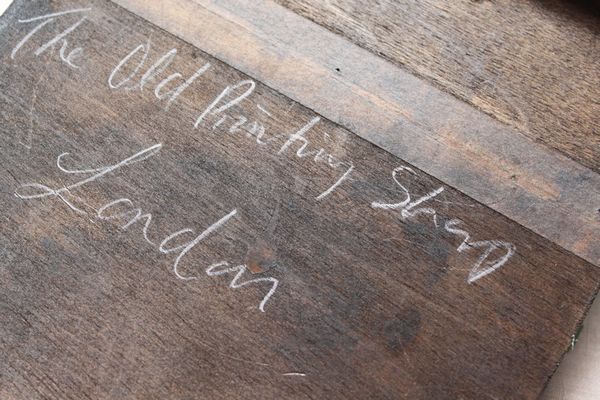 The Old Printing Shop
London